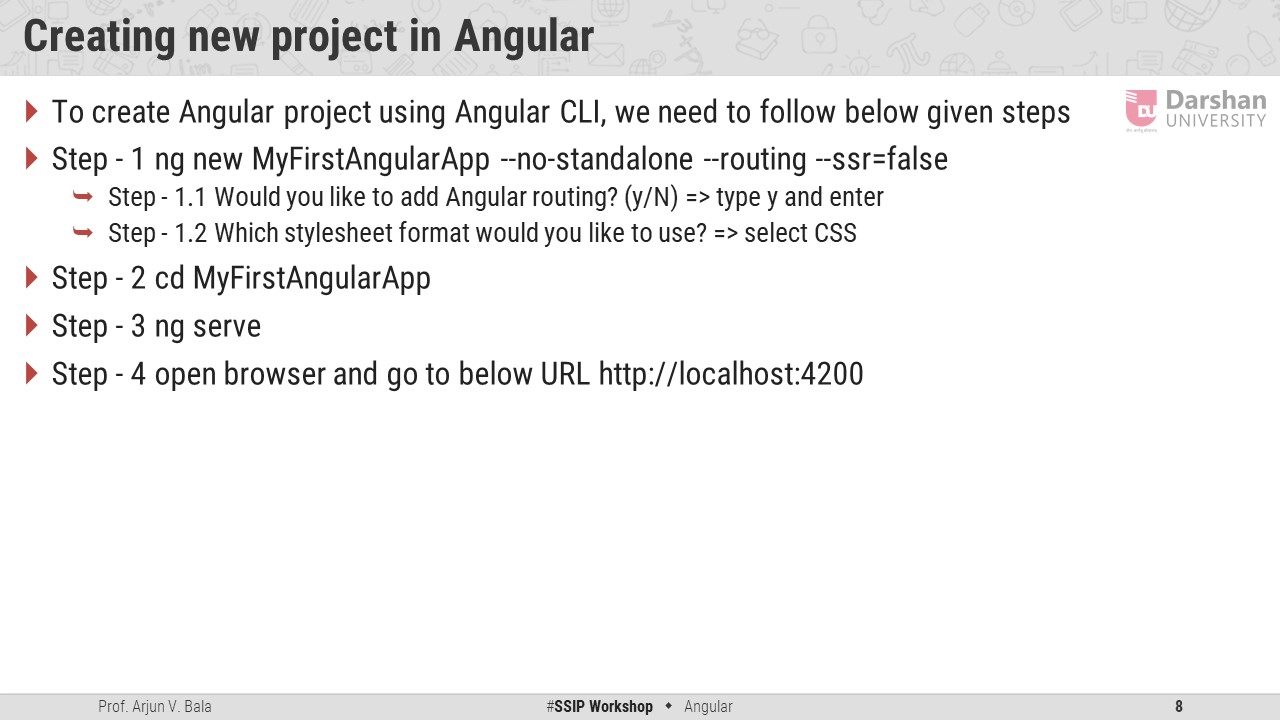 Creating new project in Angular
Darshan
UNIVERSITY
To create Angular project using Angular CLI, we need to follow below given steps
Step - 1 ng new MyFirstAngularApp --no-standalone --routing --ssr=false
Step - 1.1 Would you like to add Angular routing? (y/N) => type y and enter
Step - 1.2 Which stylesheet format would you like to use? => select CSS
Step - 2 cd MyFirstAngularApp
Step - 3 ng serve
Step - 4 open browser and go to below URL http://localhost:4200
Prof. Arjun V. Bala
#SSIP Workshop ◆ Angular
8